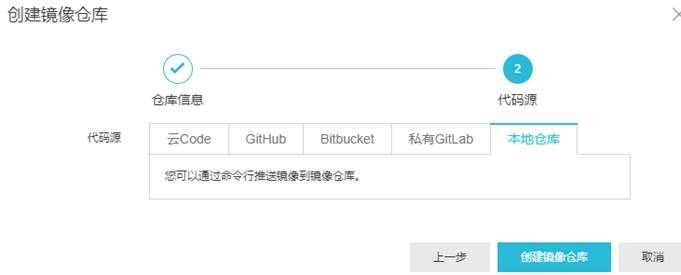 创建镜像仓库
2
仓库信息 代码源
代码源 云Code GitHub Bitbucket 私有GitLab 本地仓库
您可以通过命令行推送镜像到镜像仓库。
上一步 创建镜像仓库 取消